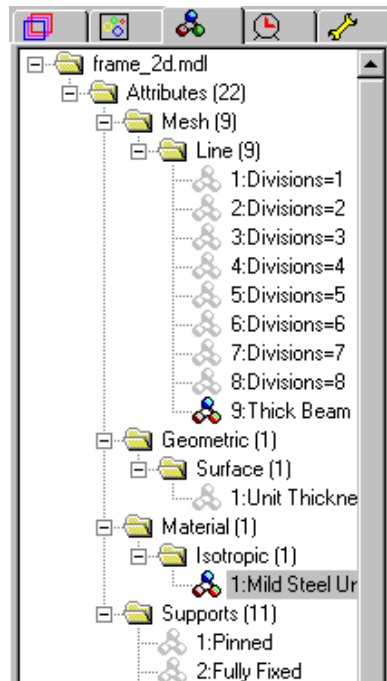 frame_2d.mdl
Attributes (22)
Mesh (9)
Line (9)
1:Divisions=1
2:Divisions=2
3:Divisions=3
4:Divisions=4
5:Divisions=5
6:Divisions=6
7:Divisions=7
8:Divisions=8
9:Thick Beam
Geometric (1)
Surface (1)
1:Unit Thickne
Material (1)
Isotropic (1)
1:Mild Steel Ur
Supports (11)
1:Pinned
2:Fully Fixed